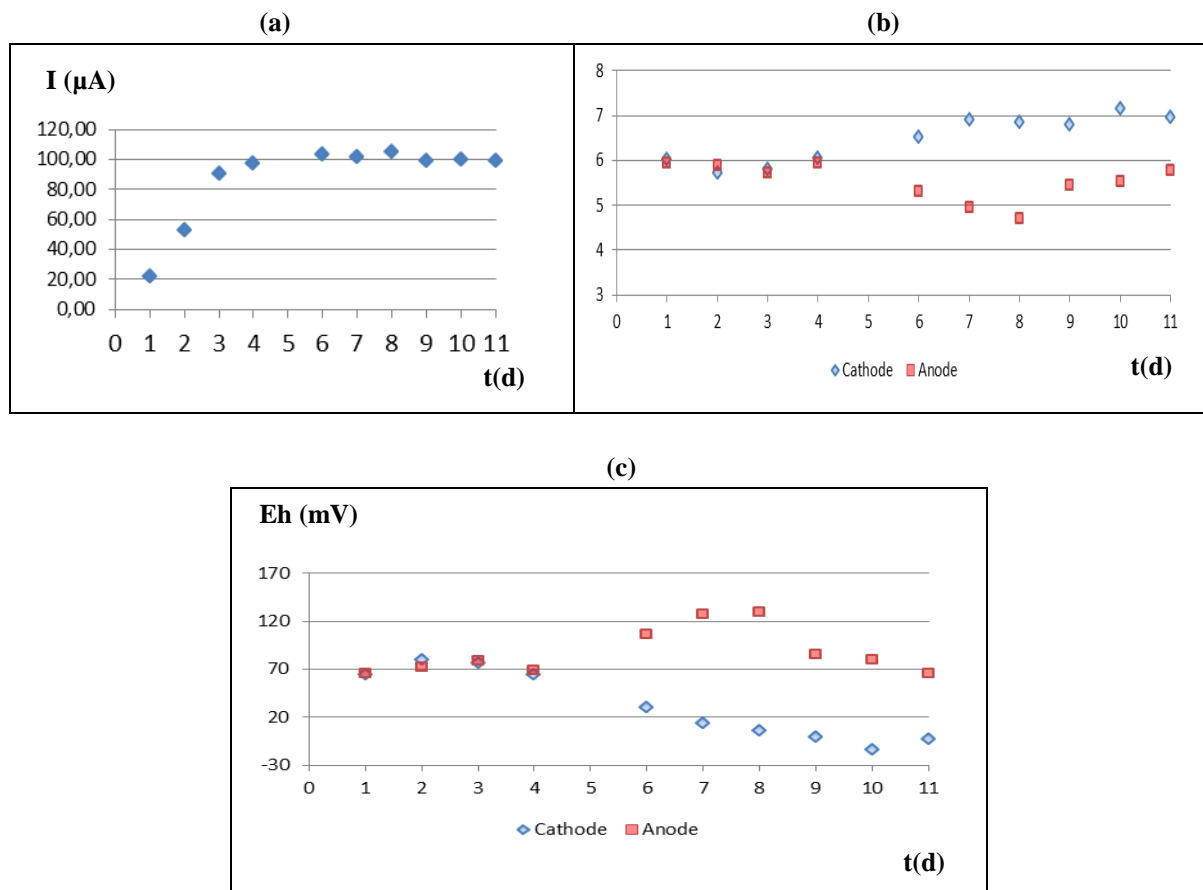 (a)
(b)
I (µA)
120,00
100,00
80,00
60,00
40,00
20,00
0,00
0 1 2 3 4 5 6 7 8 9 10 11
t(d)
8
7
6
5
4
3
0 1 2 3 4 5 6 7 8 9 10 11
Cathode Anode
t(d)
(c)
Eh (mV)
170
120
70
20
-30
0 1 2 3 4 5 6 7 8 9 10 11
Cathode Anode
t(d)